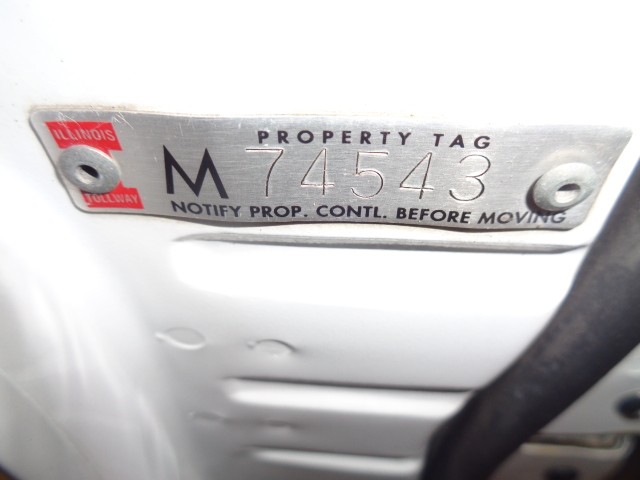 ILLINOIS
TOLLWAY
PROPERTY TAG
M 74543
NOTIFY PROP. CONTL. BEFORE MOVING